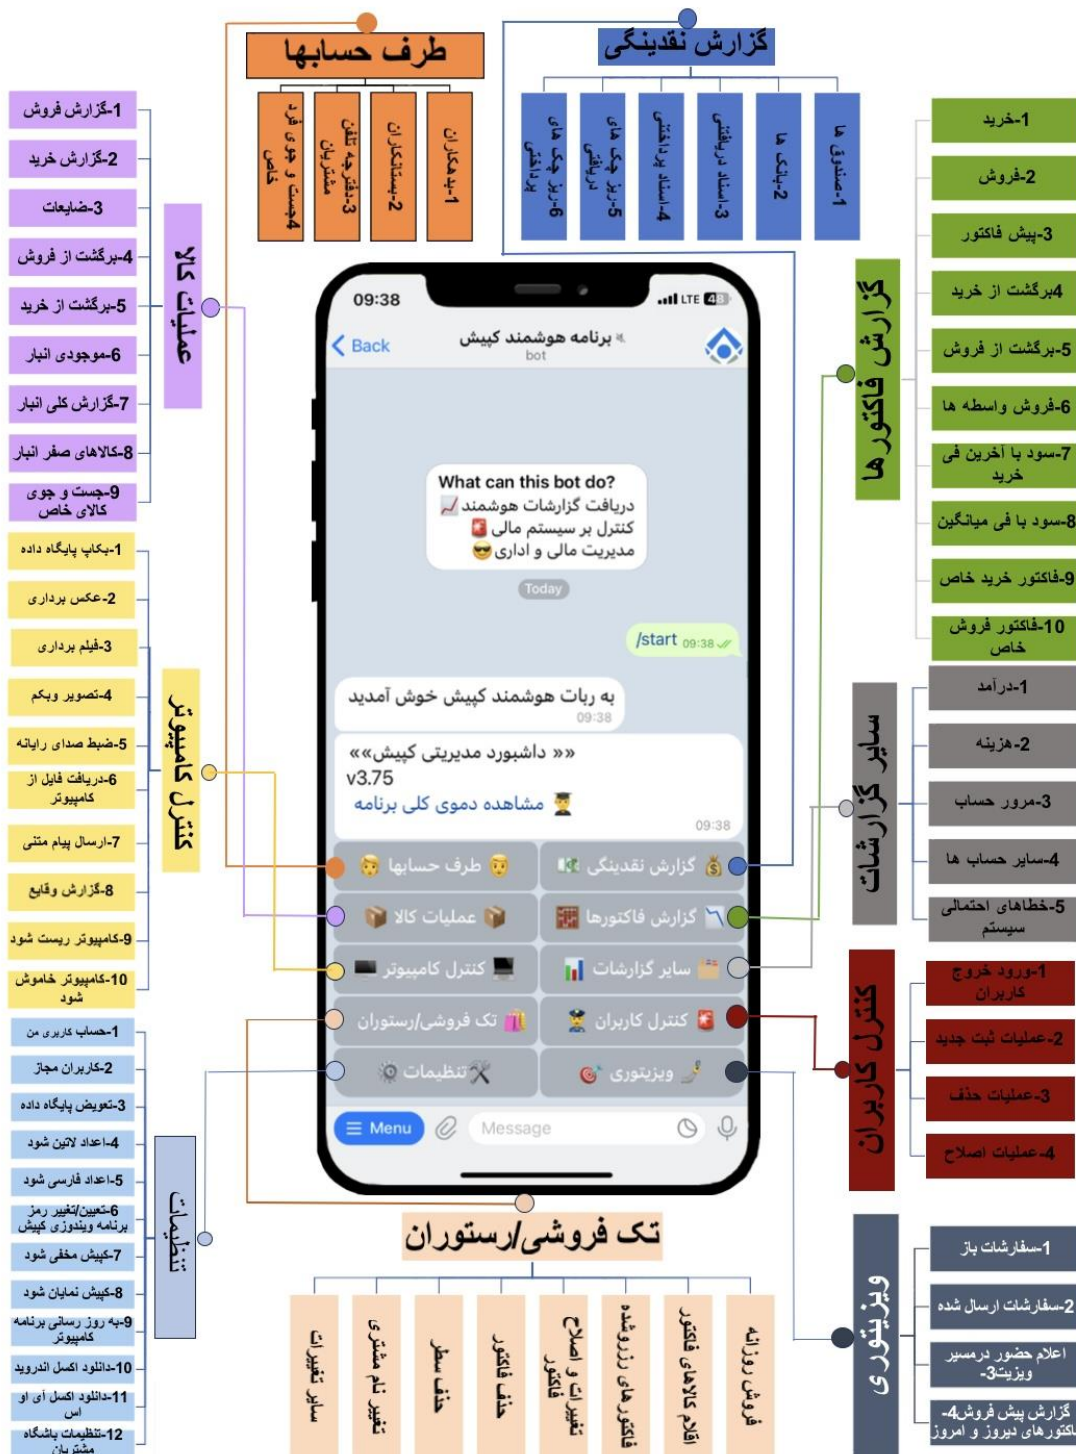 طرف حسابها
1-بدهکاران
2-بستانکاران
3-دفترچه تلفن
مشتریان
4جست و جوی فرد
خاص
گزارش نقدینگی
1-صندوق ها
2-بانک ها
3-اسناد دریافتنی
4-اسناد پرداختنی
5-ریز چک های
دریافتی
6-ریز چک های
پرداختی
گزارش فاکتورها
1-خرید
2-فروش
3-پیش فاکتور
4برگشت از خرید
5-برگشت از فروش
6-فروش واسطه ها
7-سود با آخرین فی
خرید
8-سود با فی میانگین
9-فاکتور خرید خاص
10-فاکتور فروش
خاص
سایر گزارشات
1-درآمد
2-هزینه
3-مرور حساب
4-سایر حساب ها
5-خطاهای احتمالی
سیستم
کنترل کاربران
1-ورود خروج
کاربران
2-عملیات ثبت جدید
3-عملیات حذف
4-عملیات اصلاح
ویزیتوری
1-سفارشات باز
2-سفارشات ارسال شده
اعلام حضور درمسیر
ویزیت3-
گزارش پیش فروش4-
فاکتورهای دیروز و امروز
عملیات کالا
1-گزارش فروش
2-گزارش خرید
3-ضایعات
4-برگشت از فروش
5-برگشت از خرید
6-موجودی انبار
7-گزارش کلی انبار
8-کالاهای صفر انبار
9-جست و جوی
کالای خاص
کنترل کامپیوتر
1-بکاپ پایگاه داده
2-عکس برداری
3-فیلم برداری
4-تصویر وبکم
5-ضبط صدای رایانه
6-دریافت فایل از
کامپیوتر
7-ارسال پیام متنی
8-گزارش وقایع
9-کامپیوتر ریست شود
10-کامپیوتر خاموش
شود
تنظیمات
1-حساب کاربری من
2-کاربران مجاز
3-تعویض پایگاه داده
4-اعداد لاتین شود
5-اعداد فارسی شود
6-تعیین/تغییر رمز
برنامه ویندوزی کپیش
7-کپیش مخفی شود
8-کپیش نمایان شود
9-به روز رسانی برنامه
کامپیوتر
10-دانلود اکسل اندروید
11-دانلود اکسل آی او
اس
12-تنظیمات باشگاه
مشتریان
09:38
LTE 48
Back
برنامه هوشمند کپیش
bot
What can this bot do?
دریافت گزارشات هوشمند 📈
کنترل بر سیستم مالی 🚨
مدیریت مالی و اداری 😎
Today
/start 09:38
به ربات هوشمند کپیش خوش آمدید
09:38
«« داشبورد مدیریتی کپیش»»
v3.75
👨‍🎓 مشاهده دموی کلی برنامه
09:38
💰 گزارش نقدینگی 💵
👨 طرف حسابها 👨
📉 گزارش فاکتورها 🧮
📦 عملیات کالا 📦
🗂 سایر گزارشات 📊
💻 کنترل کامپیوتر 🖥
🚨 کنترل کاربران 👮
🛍 تک فروشی/رستوران
🤳 ویزیتوری 🎯
🛠 تنظیمات ⚙
Menu
Message
تک فروشی/رستوران
فروش روزانه
اقلام کالاهای فاکتور
فاکتور های رزروشده
تغییرات و اصلاح
فاکتور
حذف فاکتور
حذف سطر
تغییر نام مشتری
سایر تغییرات